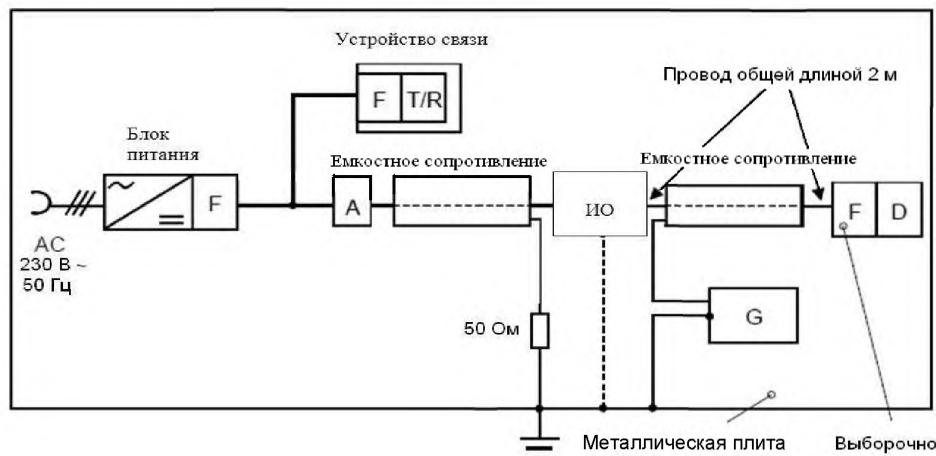 Устройство связи
F T/R
Провод общей длиной 2 м
Блок
питания
Емкостное сопротивление
Емкостное сопротивление
F
A
ИО
F D
AC
230 В ~
50 Гц
50 Ом
G
Металлическая плита
Выборочно